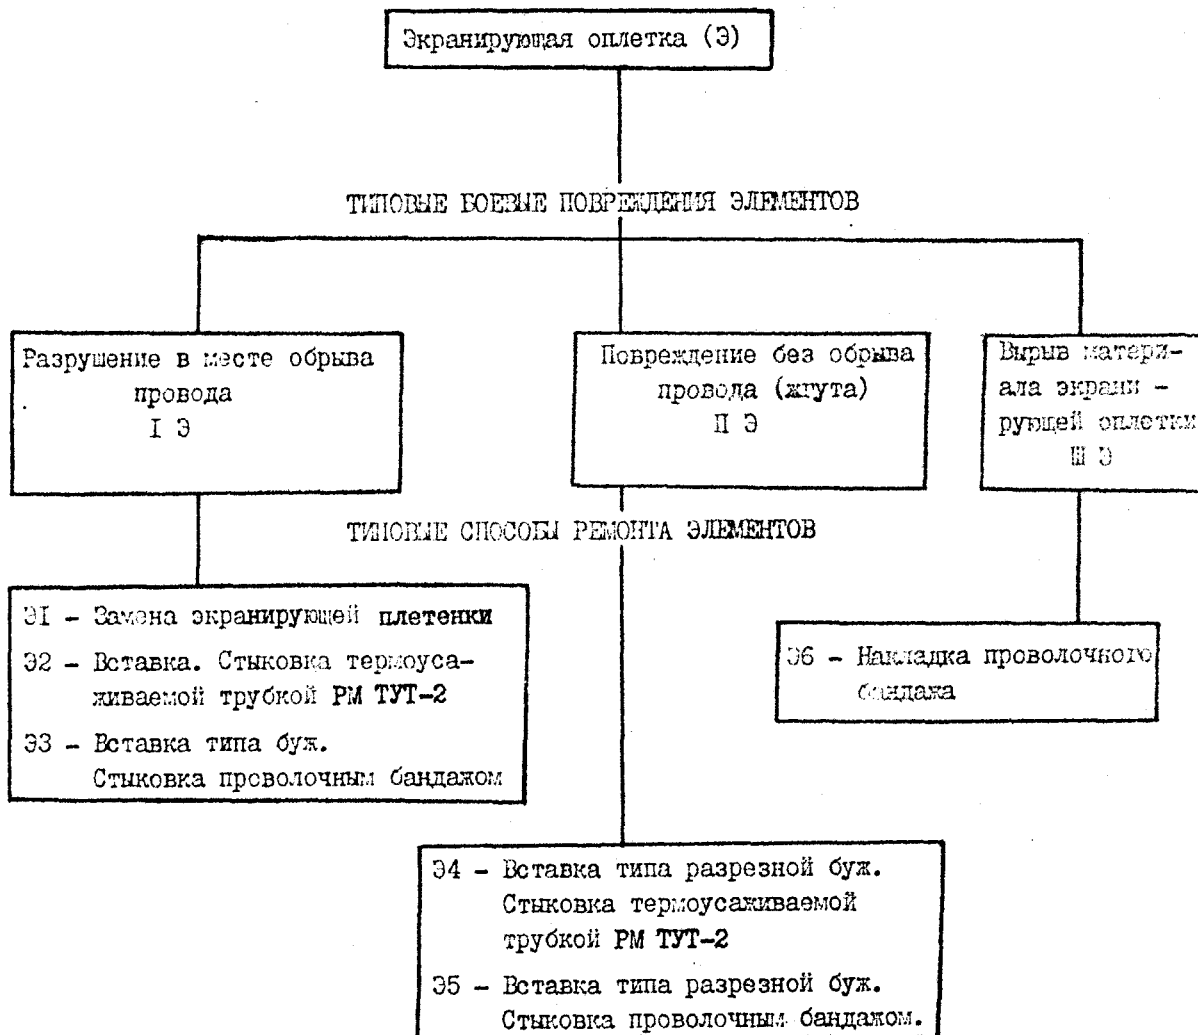 Экранирующая оплетка (Э)
ТИПОВЫЕ БОЕВЫЕ ПОВРЕЖДЕНИЯ ЭЛЕМЕНТОВ
Разрушение в месте обрыва
провода
I Э
Повреждение без обрыва
провода (жгута)
П Э
Вырыв матери-
ала экрани -
рующей оплетки
Ш Э
ТИПОВЫЕ СПОСОБЫ РЕМОНТА ЭЛЕМЕНТОВ
ЭI - Замена экранирующей плетенки
Э2 - Вставка. Стыковка термоуса-
живаемой трубкой РМ ТУТ-2
Э3 - Вставка типа буж.
Стыковка проволочным бандажом
Э6 - Накладка проволочного
бандажа
Э4 - Вставка типа разрезной буж.
Стыковка термоусаживаемой
трубкой РМ ТУТ-2
Э5 - Вставка типа разрезной буж.
Стыковка проволочным бандажом.